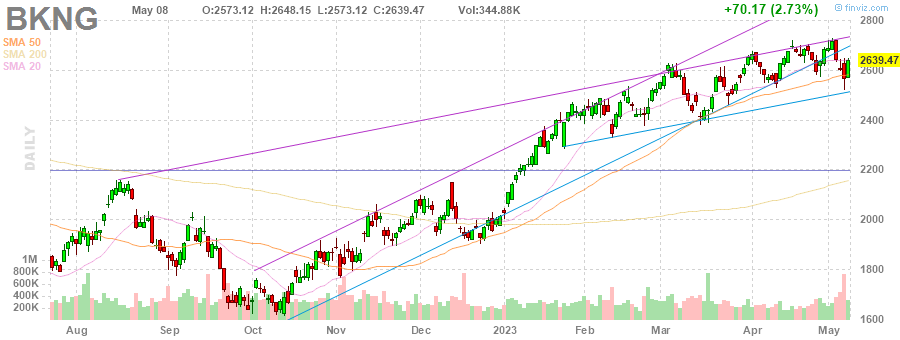 BKNG
May 08 O:2573.12 H:2648.15 L:2573.12 C:2639.47 Vol:344.88K +70.17 (2.73%)
© finviz.com
SMA 50
SMA 200
SMA 20
DAILY
2800
2639.47
2600
2400
2200
2000
1800
1600
1M
800K
600K
400K
200K
Aug Sep Oct Nov Dec 2023 Feb Mar Apr May